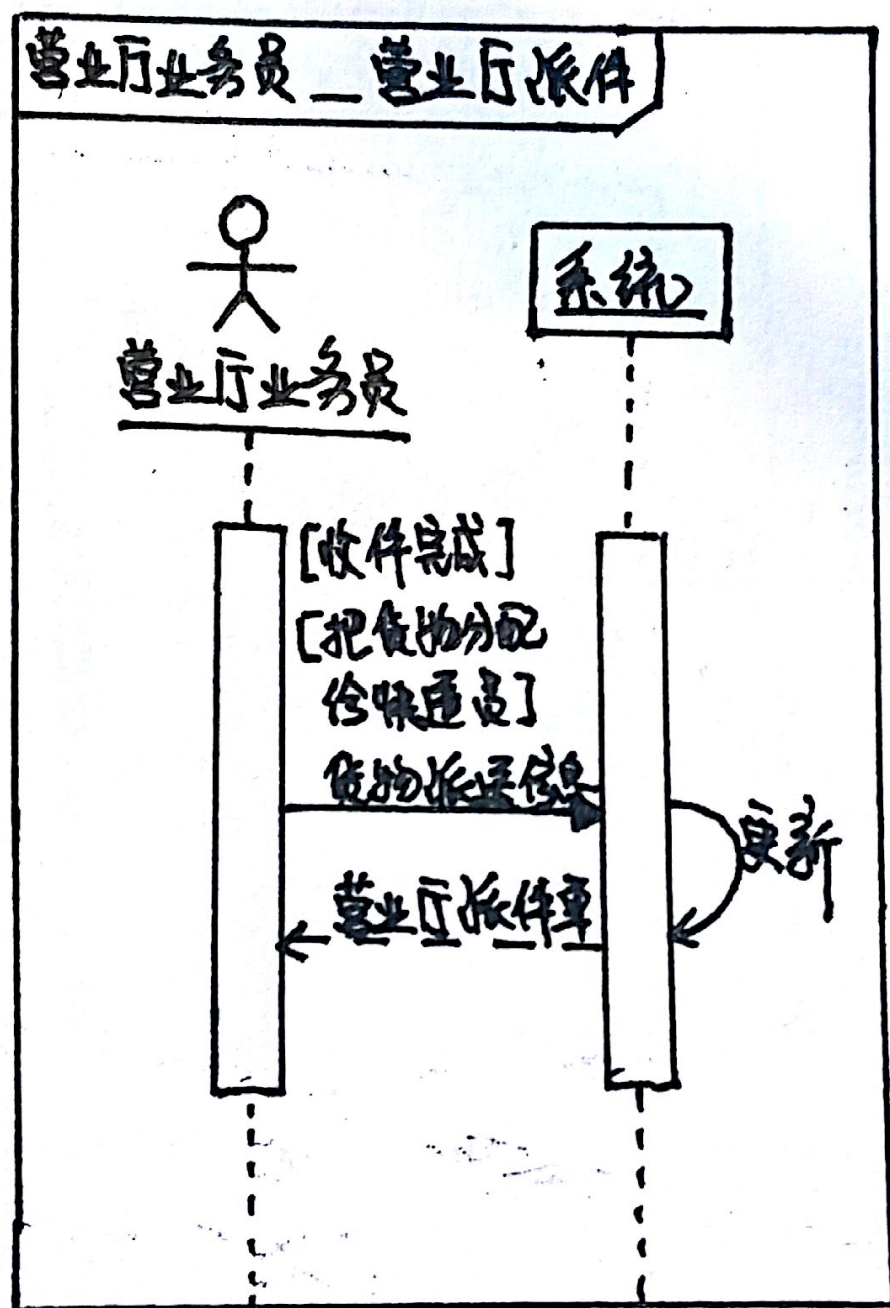 营业厅业务员_营业厅派件
系统
营业厅业务员
[收件完成]
[把货物分配
给快递员]
货物派送信息
更新
营业厅派件单